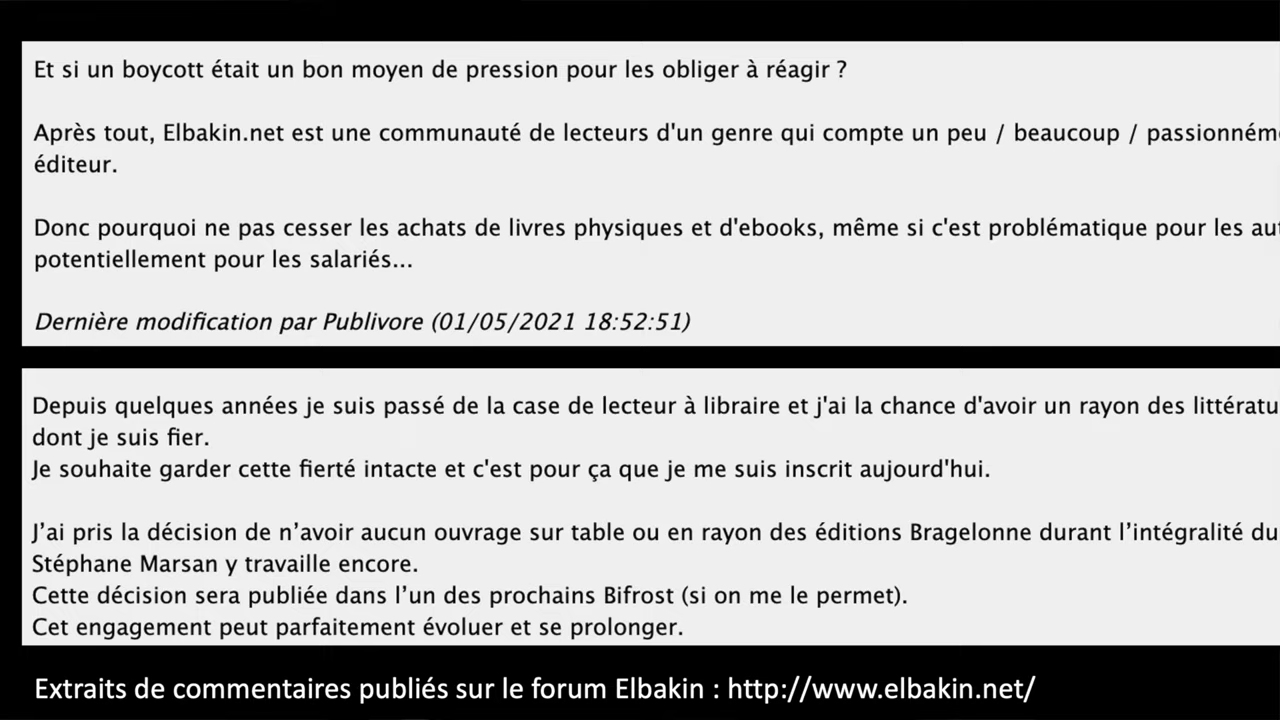 Et si un boycott était un bon moyen de pression pour les obliger à réagir ?
Après tout, Elbakin.net est une communauté de lecteurs d'un genre qui compte un peu / beaucoup /
éditeur.
Donc pourquoi ne pas cesser les achats de livres physiques et d'ebooks, même si c'est problématique pour les
potentiellement pour les salariés...
Dernière modification par Publivore (01/05/2021 18:52:51)
Depuis quelques années je suis passé de la case de lecteur à libraire et j'ai la chance d'avoir un rayon des
dont je suis fier.
Je souhaite garder cette fierté intacte et c'est pour ça que je me suis inscrit aujourd'hui.
J’ai pris la décision de n’avoir aucun ouvrage sur table ou en rayon des éditions Bragelonne durant l’intégralité du
Stéphane Marsan y travaille encore.
Cette décision sera publiée dans l’un des prochains Bifrost (si on me le permet).
Cet engagement peut parfaitement évoluer et se prolonger.
Extraits de commentaires publiés sur le forum Elbakin : http://www.elbakin.net/